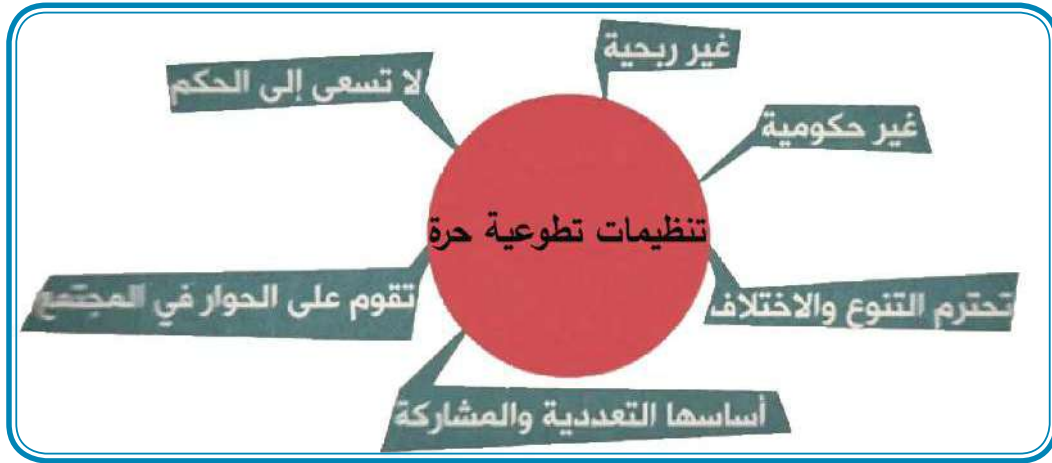 غير ربحية
لا تسعى إلى الحكم
غير حكومية
تنظيمات تطوعية حرة
تحترم التنوع والاختلاف
تقوم على الحوار في المجتمع
أساسها التعددية والمشاركة